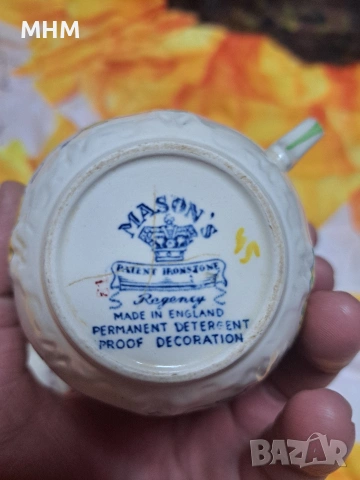 MHM
MASON'S
PATENT IRONSTONE
Regency
MADE IN ENGLAND
PERMANENT DETERGENT
PROOF DECORATION
BAZAR